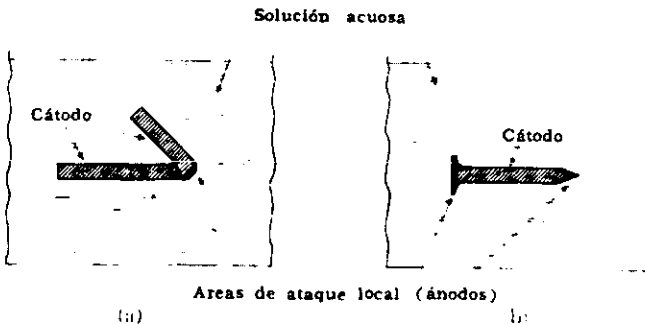 Solución acuosa
Cátodo
Cátodo
Areas de ataque local (ánodos)
(a)